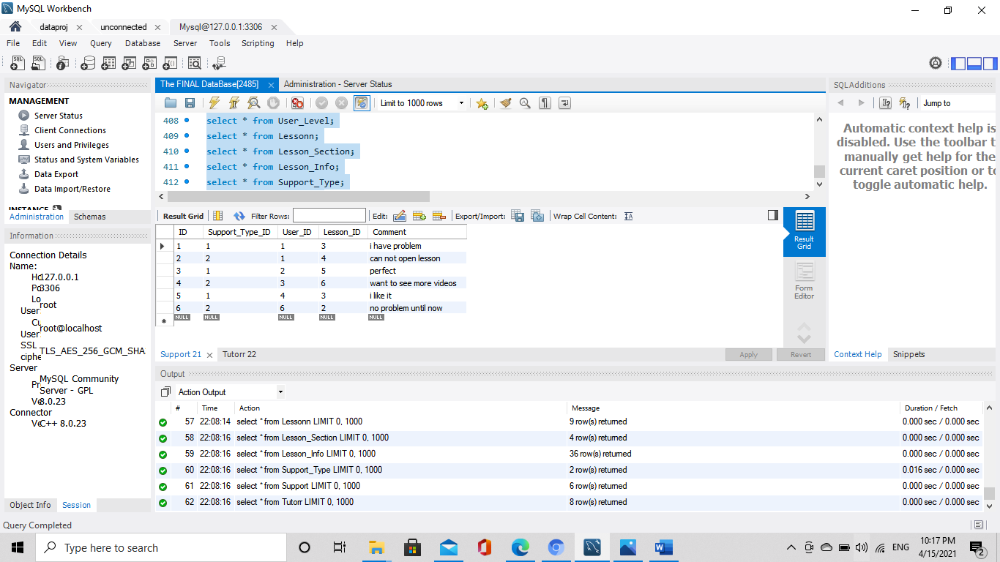 MySQL Workbench
dataproj
unconnected
Mysql@127.0.0.1:3306
File Edit View Query Database Server Tools Scripting Help
Navigator
MANAGEMENT
Server Status
Client Connections
Users and Privileges
Status and System Variables
Data Export
Data Import/Restore
Administration Schemas
Information
Connection Details
Name:
127.0.0.1
3306
Lo
root
User
root@localhost
User
SSL
TLS_AES_256_GCM_SHA
ciphe
Server
MySQL Community
Pr Server - GPL
Ve 8.0.23
Connector
Ve C++ 8.0.23
Object Info Session
The FINAL DataBase[2485]
Administration - Server Status
Limit to 1000 rows
408 select * from User_Level;
409 select * from Lessonn;
410 select * from Lesson_Section;
411 select * from Lesson_Info;
412 select * from Support_Type;
Result Grid Filter Rows: Edit: Export/Import: Wrap Cell Content:
ID Support_Type_ID User_ID Lesson_ID Comment
1 1 1 3 i have problem
2 2 1 4 can not open lesson
3 1 2 5 perfect
4 2 3 6 want to see more videos
5 1 4 3 i like it
6 2 6 2 no problem until now
NULL NULL NULL NULL NULL
Result
Grid
Form
Editor
Support 21 Tutorr 22
Apply Revert
SQLAdditions
Jump to
Automatic context help is
disabled. Use the toolbar t
manually get help for the
current caret position or to
toggle automatic help.
Context Help Snippets
Output
Action Output
# Time Action Message Duration / Fetch
57 22:08:14 select * from Lessonn LIMIT 0, 1000 9 row(s) returned 0.000 sec / 0.000 sec
58 22:08:16 select * from Lesson_Section LIMIT 0, 1000 4 row(s) returned 0.000 sec / 0.000 sec
59 22:08:16 select * from Lesson_Info LIMIT 0, 1000 36 row(s) returned 0.000 sec / 0.000 sec
60 22:08:16 select * from Support_Type LIMIT 0, 1000 2 row(s) returned 0.016 sec / 0.000 sec
61 22:08:16 select * from Support LIMIT 0, 1000 6 row(s) returned 0.000 sec / 0.000 sec
62 22:08:16 select * from Tutorr LIMIT 0, 1000 8 row(s) returned 0.000 sec / 0.000 sec
Query Completed
Type here to search
ENG
10:17 PM
4/15/2021
2